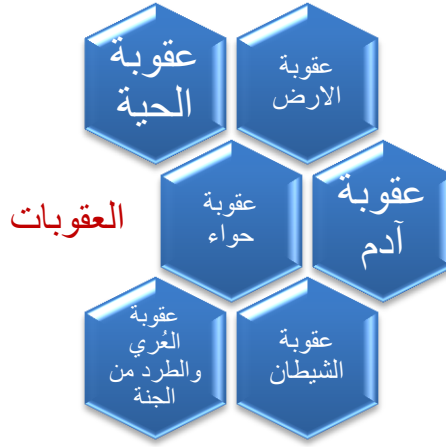 عقوبة
الارض
عقوبة
الحية
عقوبة
آدم
عقوبة
حواء
العقوبات
عقوبة
الشيطان
عقوبة
العُري
والطرد من
الجنة